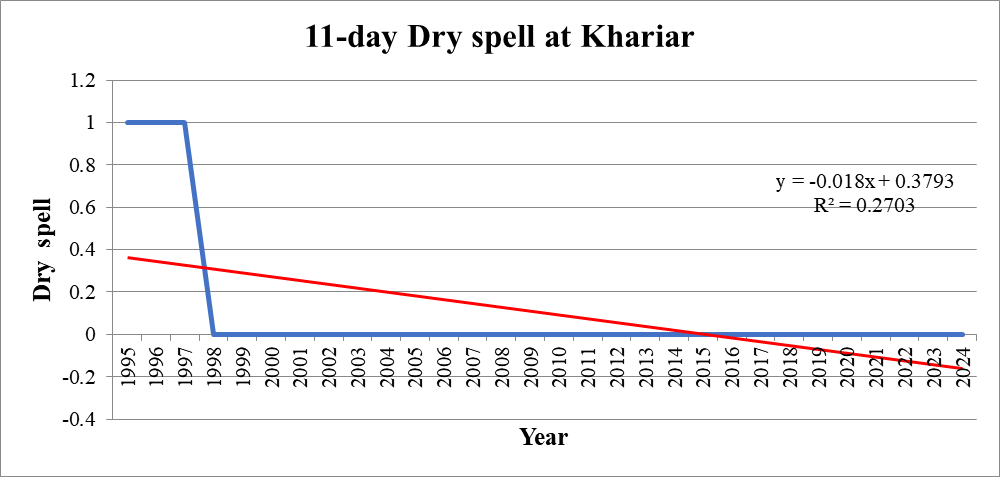 11-day Dry spell at Khariar
1.2
1
0.8
0.6
0.4
0.2
0
-0.2
-0.4
Dry spell
y = -0.018x + 0.3793
R² = 0.2703
1995 1996 1997 1998 1999 2000 2001 2002 2003 2004 2005 2006 2007 2008 2009 2010 2011 2012 2013 2014 2015 2016 2017 2018 2019 2020 2021 2022 2023 2024
Year